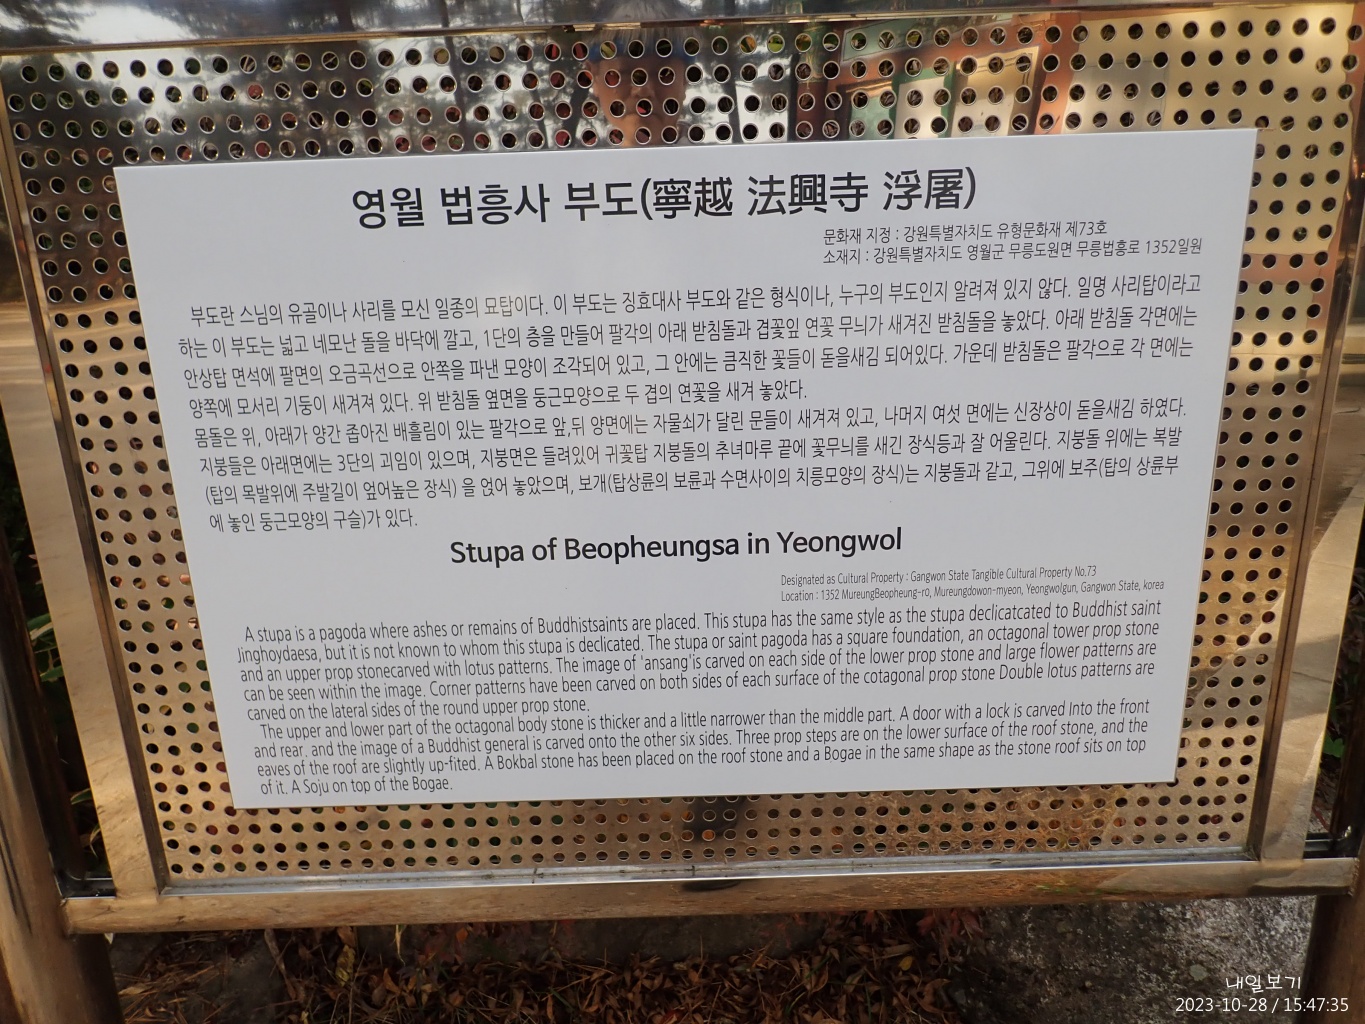 영월 법흥사 부도(寧越 法興寺 浮屠)
문화재 지정 : 강원특별자치도 유형문화재 제73호
소재지 : 강원특별자치도 영월군 무릉도원면 무릉법흥로 1352일원
부도란 스님의 유골이나 사리를 모신 일종의 묘탑이다. 이 부도는 징효대사 부도와 같은 형식이나, 누구의 부도인지 알려져 있지 않다. 일명 사리탑이라고
하는 이 부도는 넓고 네모난 돌을 바닥에 깔고, 1단의 층을 만들어 팔각의 아래 받침돌과 겹꽃잎 연꽃 무늬가 새겨진 받침돌을 놓았다. 아래 받침돌 각면에는
안상탑 면석에 팔면의 오금곡선으로 안쪽을 파낸 모양이 조각되어 있고, 그 안에는 큼직한 꽃들이 돋을새김 되어있다. 가운데 받침돌은 팔각으로 각 면에는
양쪽에 모서리 기둥이 새겨져 있다. 위 받침돌 옆면을 둥근모양으로 두 겹의 연꽃을 새겨 놓았다.
몸돌은 위, 아래가 양간 좁아진 배흘림이 있는 팔각으로 앞,뒤 양면에는 자물쇠가 달린 문들이 새겨져 있고, 나머지 여섯 면에는 신장상이 돋을새김 하였다.
지붕들은 아래면에는 3단의 괴임이 있으며, 지붕면은 들려있어 귀꽃탑 지붕돌의 추녀마루 끝에 꽃무늬를 새긴 장식등과 잘 어울린다. 지붕돌 위에는 복발
(탑의 목발위에 주발길이 엎어높은 장식) 을 얹어 놓았으며, 보개(탑상륜의 보륜과 수면사이의 치릉모양의 장식)는 지붕돌과 같고, 그위에 보주(탑의 상륜부
에 놓인 둥근모양의 구슬)가 있다.
Stupa of Beopheungsa in Yeongwol
Designated as Cultural Property : Gangwon State Tangible Cultural Property No.73
Location : 1352 MureungBeopheung-ro, Mureungdowon-myeon, Yeongwolgun, Gangwon State, korea
A stupa is a pagoda where ashes or remains of Buddhistsaints are placed. This stupa has the same style as the stupa declicatcated to Buddhist saint
Jinghoydaesa, but it is not known to whom this stupa is declicated. The stupa or saint pagoda has a square foundation, an octagonal tower prop stone
and an upper prop stonecarved with lotus patterns. The image of 'ansang'is carved on each side of the lower prop stone and large flower patterns are
can be seen within the image. Corner patterns have been carved on both sides of each surface of the cotagonal prop stone Double lotus patterns are
carved on the lateral sides of the round upper prop stone.
The upper and lower part of the octagonal body stone is thicker and a little narrower than the middle part. A door with a lock is carved Into the front
and rear. and the image of a Buddhist general is carved onto the other six sides. Three prop steps are on the lower surface of the roof stone, and the
eaves of the roof are slightly up-fited. A Bokbal stone has been placed on the roof stone and a Bogae in the same shape as the stone roof sits on top
of it. A Soju on top of the Bogae.
내일보기
2023-10-28 / 15:47:35